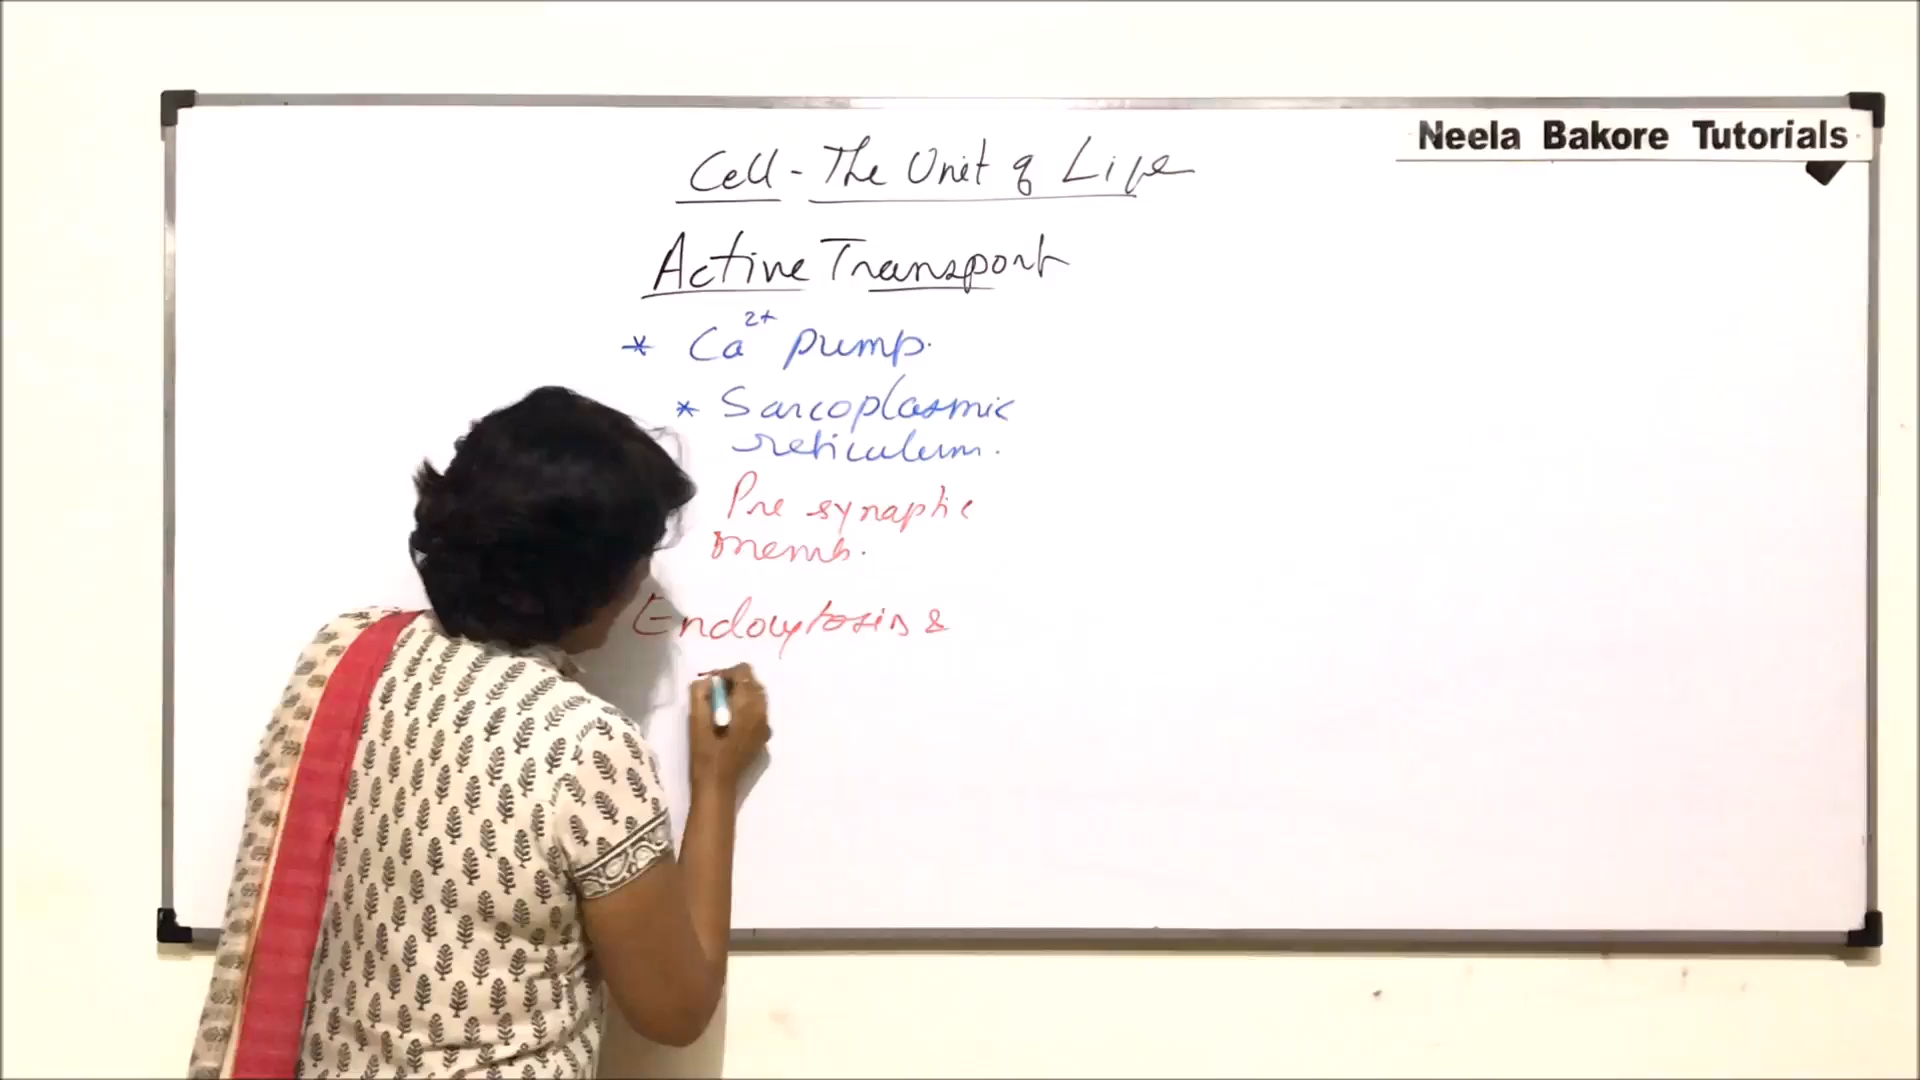 Neela Bakore Tutorials
Cell - The Unit of Life
Active Transport
* Ca²⁺ pump.
* Sarcoplasmic
reticulum.
Pre synaptic
memb.
Endocytosis &